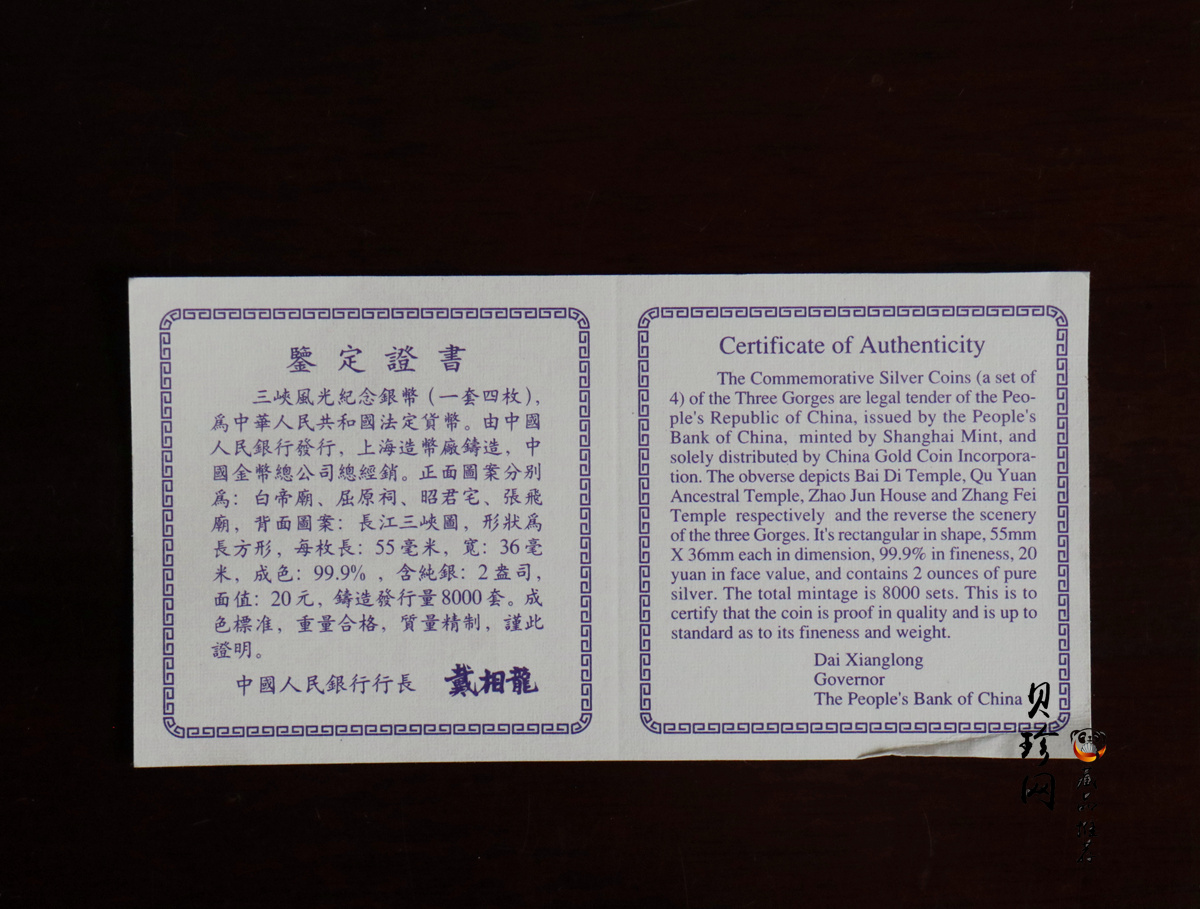 鑒定證書
三峽風光紀念銀幣（一套四枚），
爲中華人民共和國法定貨幣。由中國
人民銀行發行，上海造幣廠鑄造，中
國金幣總公司總經銷。正面圖案分别
爲：白帝廟、屈原祠、昭君宅、張飛
廟，背面圖案：長江三峽圖，形狀爲
長方形，每枚長：55毫米，寬：36毫
米，成色：99.9%，含純銀：2盎司，
面值：20元，鑄造發行量8000套。成
色標准，重量合格，質量精制，謹此
證明。
中國人民銀行行長 戴相龍
Certificate of Authenticity
The Commemorative Silver Coins (a set of
4) of the Three Gorges are legal tender of the Peo-
ple's Republic of China, issued by the People's
Bank of China, minted by Shanghai Mint, and
solely distributed by China Gold Coin Incorpora-
tion. The obverse depicts Bai Di Temple, Qu Yuan
Ancestral Temple, Zhao Jun House and Zhang Fei
Temple respectively and the reverse the scenery
of the three Gorges. It's rectangular in shape, 55mm
X 36mm each in dimension, 99.9% in fineness, 20
yuan in face value, and contains 2 ounces of pure
silver. The total mintage is 8000 sets. This is to
certify that the coin is proof in quality and is up to
standard as to its fineness and weight.
Dai Xianglong
Governor
The People's Bank of China
贝珍网